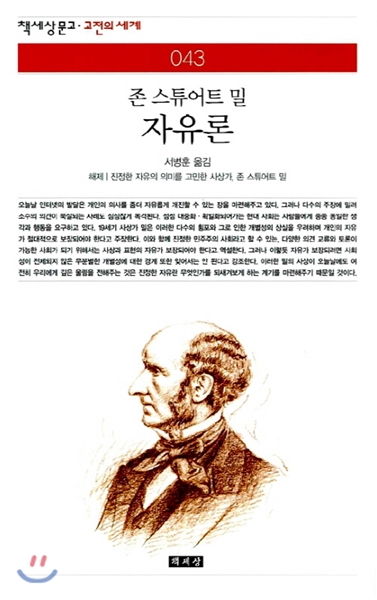 책세상문고·고전의세계
043
존 스튜어트 밀
자유론
서병훈 옮김
해제 | 진정한 자유의 의미를 고민한 사상가, 존 스튜어트 밀
오늘날 인터넷의 발달은 개인의 의사를 좀더 자유롭게 개진할 수 있는 장을 마련해주고 있다. 그러나 다수의 주장에 밀려
소수의 의견이 묵살되는 사례도 심심찮게 목격된다. 점점 대중화·획일화되어가는 현대 사회는 사람들에게 종종 동일한 생
각과 행동을 요구하고 있다. 19세기 사상가 밀은 이러한 다수의 횡포와 그로 인한 개별성의 상실을 우려하며 개인의 자유
가 절대적으로 보장되어야 한다고 주장한다. 이와 함께 진정한 민주주의 사회라고 할 수 있는, 다양한 의견 교류와 토론이
가능한 사회가 되기 위해서는 사상과 표현의 자유가 보장되어야 한다고 역설한다. 그러나 이렇듯 자유가 보장되려면 사회
성이 전제되지 않은 무분별한 개별성에 대한 경계 또한 잊어서는 안 된다고 강조한다. 이러한 밀의 사상이 오늘날에도 여
전히 우리에게 깊은 울림을 전해주는 것은 진정한 자유란 무엇인가를 되새겨보게 하는 계기를 마련해주기 때문일 것이다.
책세상